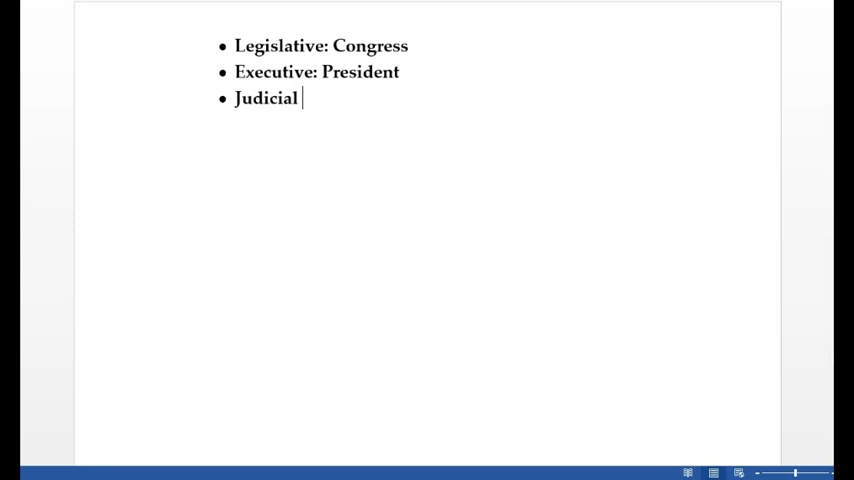 • Legislative: Congress
• Executive: President
• Judicial